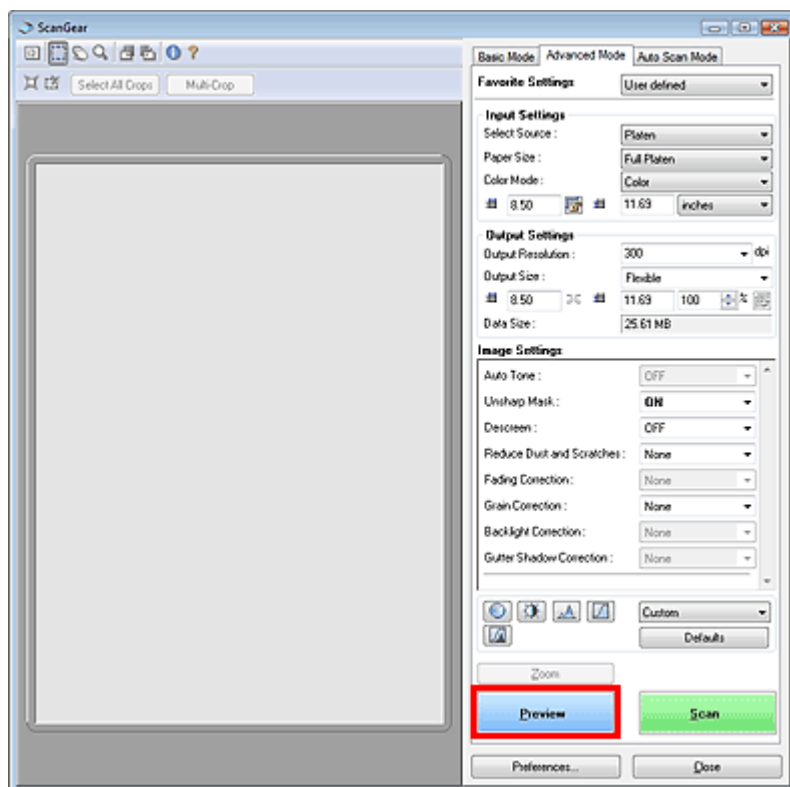 ScanGear
Basic Mode Advanced Mode Auto Scan Mode
Select All Crops Multi-Crop
Favorite Settings User defined
Input Settings
Select Source : Platen
Paper Size : Full Platen
Color Mode : Color
8.50 11.69 inches
Output Settings
Output Resolution : 300 dpi
Output Size : Flexible
8.50 11.69 100 %
Data Size : 25.61 MB
Image Settings
Auto Tone : OFF
Unsharp Mask : ON
Descreen : OFF
Reduce Dust and Scratches : None
Fading Correction : None
Grain Correction : None
Backlight Correction : None
Gutter Shadow Correction : None
Custom
Defaults
Zoom
Preview Scan
Preferences... Close